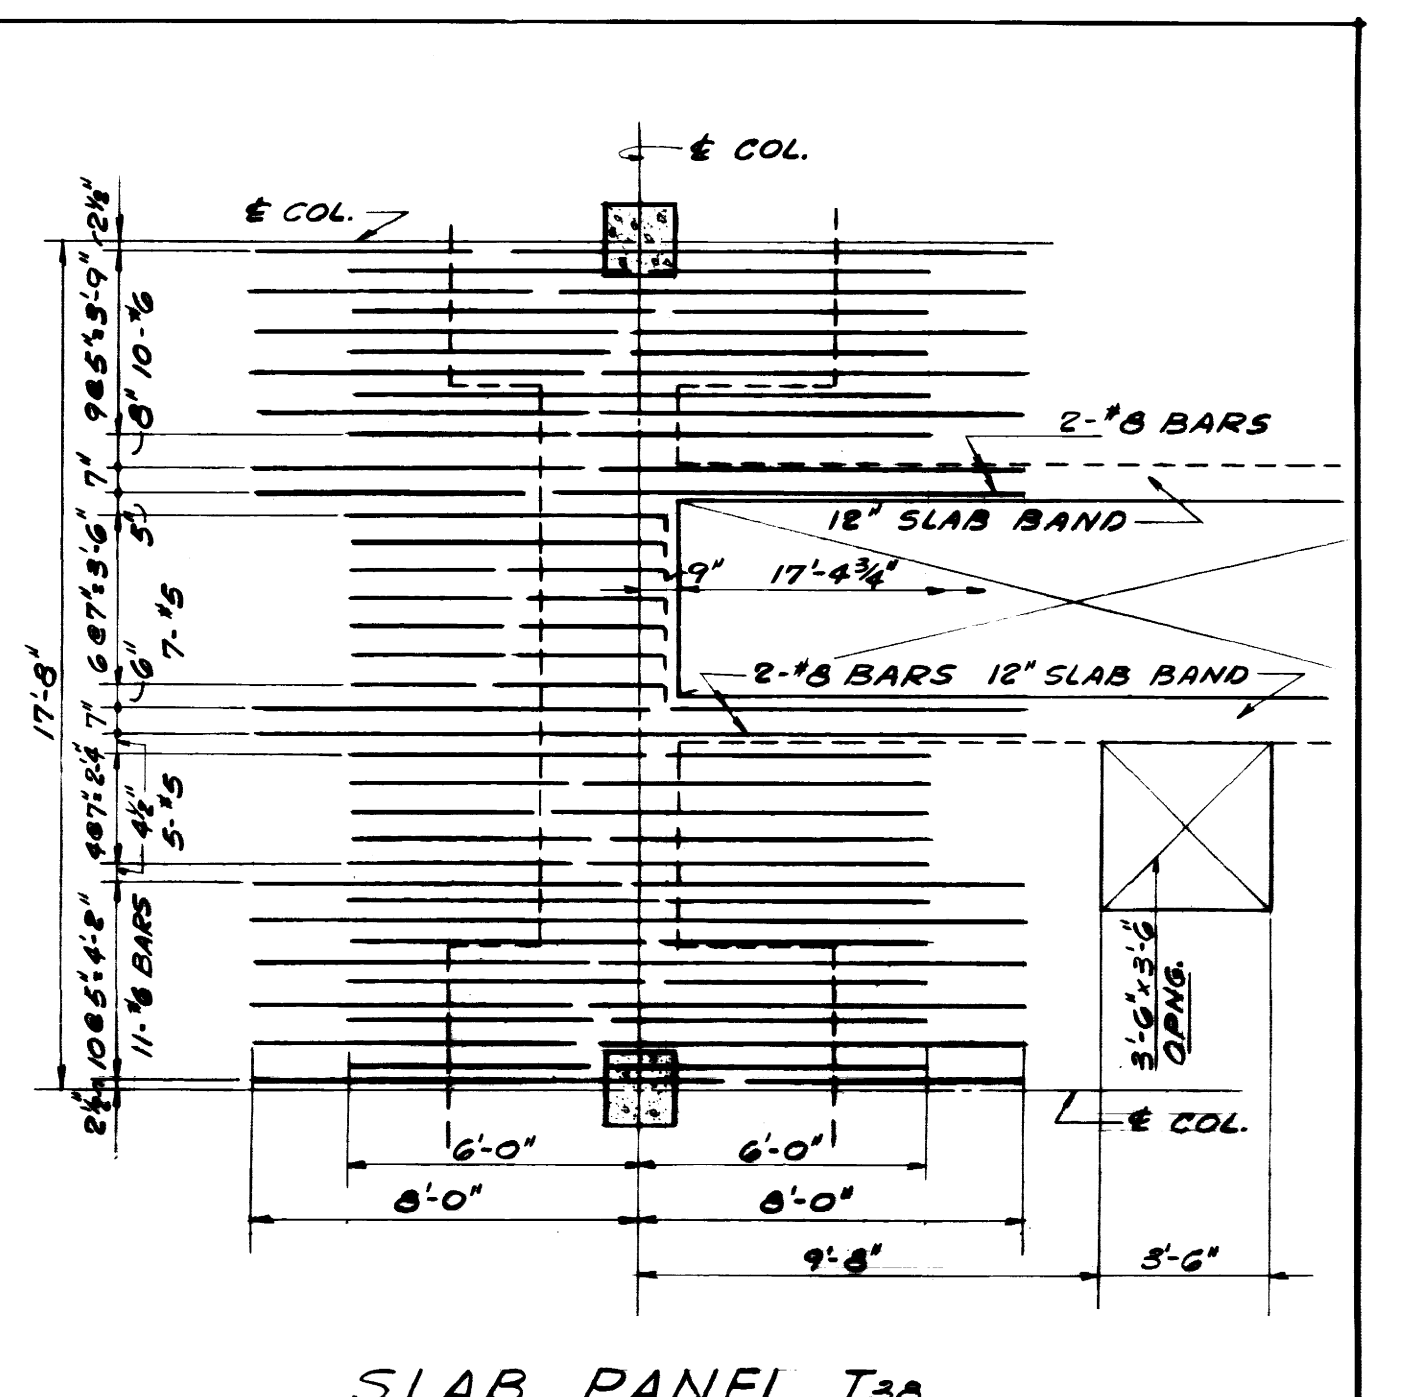 ℄ COL.
℄ COL.
2½"
9@5"=3'-9"
10-#6
8"
7"
2-#8 BARS
12" SLAB BAND
5"
6@7"=3'-6"
7-#5
9"
17'-4¾"
6"
2-#8 BARS
12" SLAB BAND
17'-8"
7"
4@7"=2'-4"
4½"
5-#5
10@5"=4'-2"
11-#6 BARS
3'-6"x3'-6"
OPNG.
2½"
℄ COL.
6'-0"
6'-0"
8'-0"
8'-0"
9'-8"
3'-6"
SLAB PANEL T38